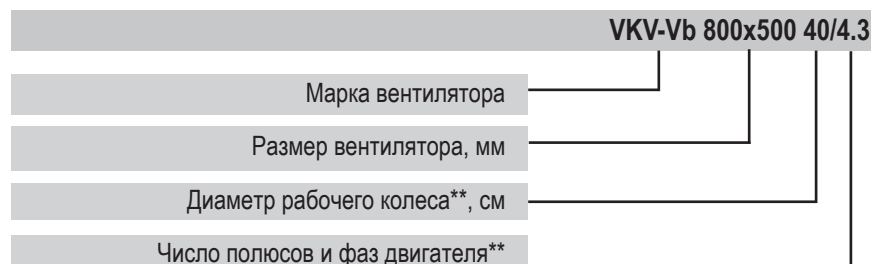 VKV-Vb 800x500 40/4.3
Марка вентилятора
Размер вентилятора, мм
Диаметр рабочего колеса**, см
Число полюсов и фаз двигателя**